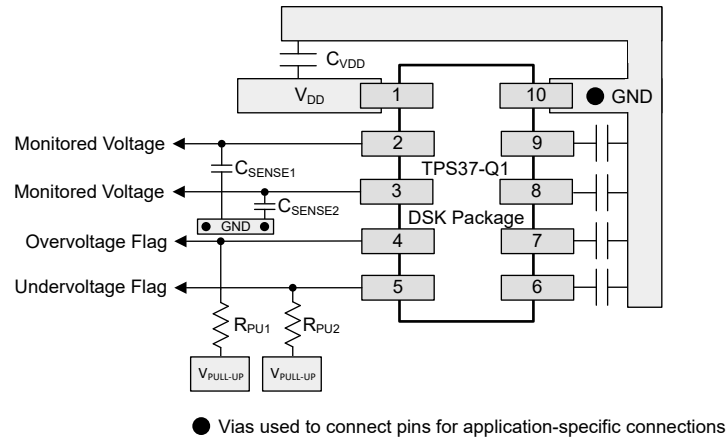 C_VDD
V_DD
1
10
GND
Monitored Voltage
2
9
C_SENSE1
TPS37-Q1
Monitored Voltage
3
8
C_SENSE2
GND
DSK Package
Overvoltage Flag
4
7
Undervoltage Flag
5
6
R_PU1
R_PU2
V_PULL-UP
V_PULL-UP
Vias used to connect pins for application-specific connections